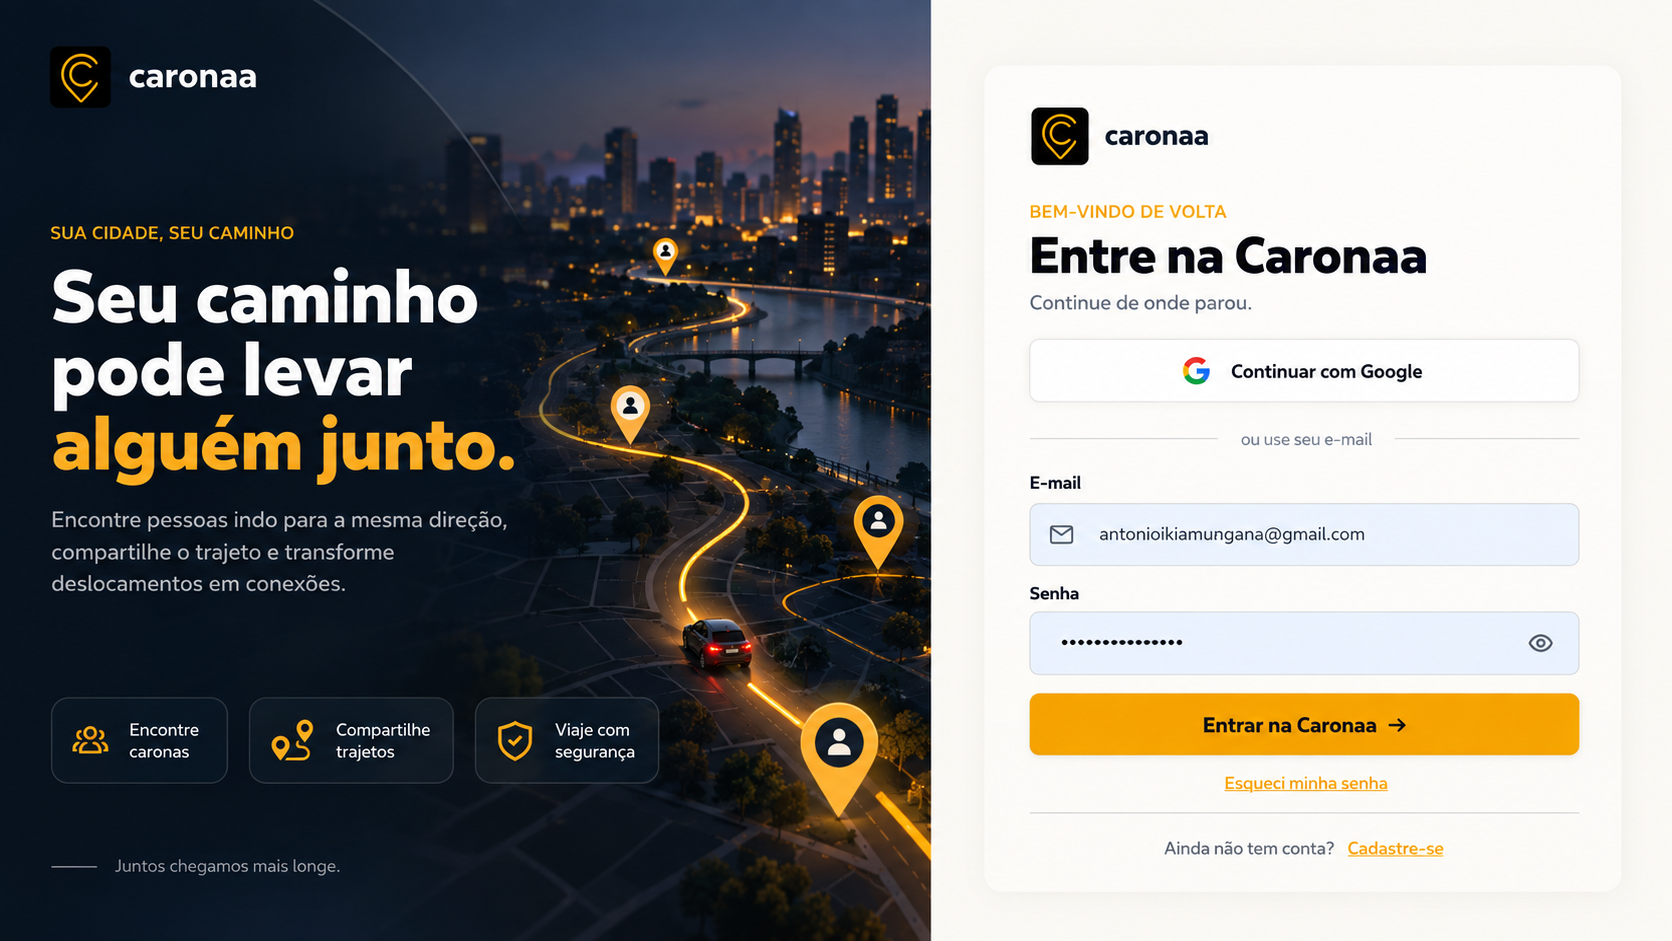 caronaa
SUA CIDADE, SEU CAMINHO
Seu caminho
pode levar
alguém junto.
Encontre pessoas indo para a mesma direção,
compartilhe o trajeto e transforme
deslocamentos em conexões.
Encontre
caronas
Compartilhe
trajetos
Viaje com
segurança
Juntos chegamos mais longe.
caronaa
BEM-VINDO DE VOLTA
Entre na Caronaa
Continue de onde parou.
Continuar com Google
ou use seu e-mail
E-mail
antonioikiamungana@gmail.com
Senha
•••••••••••••••
Entrar na Caronaa →
Esqueci minha senha
Ainda não tem conta? Cadastre-se